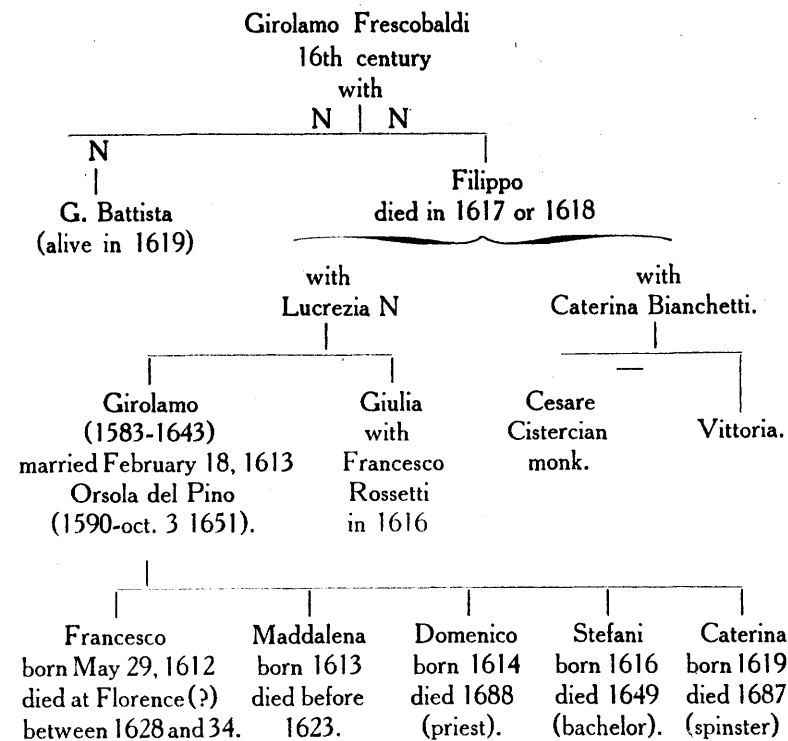 Girolamo Frescobaldi
16th century
with
N N
N
G. Battista
(alive in 1619)
Filippo
died in 1617 or 1618
with
Lucrezia N
with
Caterina Bianchetti.
Girolamo
(1583-1643)
married February 18, 1613
Orsola del Pino
(1590-oct. 3 1651).
Giulia
with
Francesco
Rossetti
in 1616
Cesare
Cistercian
monk.
Vittoria.
Francesco
born May 29, 1612
died at Florence (?)
between 1628 and 34.
Maddalena
born 1613
died before
1623.
Domenico
born 1614
died 1688
(priest).
Stefani
born 1616
died 1649
(bachelor).
Caterina
born 1619
died 1687
(spinster)